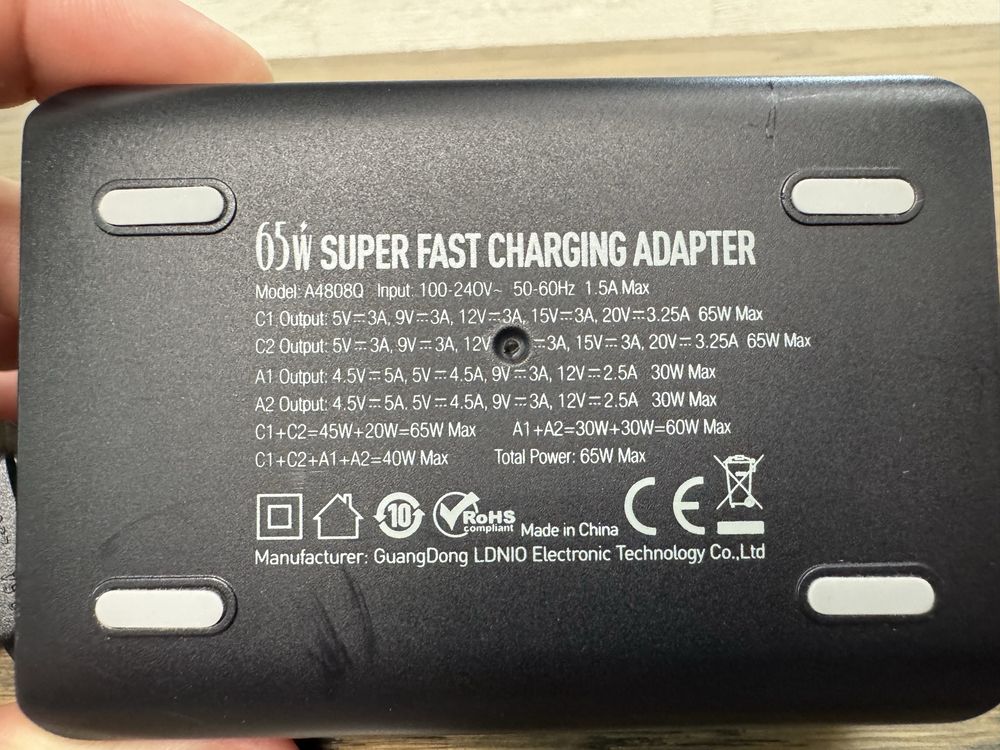 65W SUPER FAST CHARGING ADAPTER
Model: A4808Q Input: 100-240V~ 50-60Hz 1.5A Max
C1 Output: 5V⎓3A, 9V⎓3A, 12V⎓3A, 15V⎓3A, 20V⎓3.25A 65W Max
C2 Output: 5V⎓3A, 9V⎓3A, 12V⎓3A, 15V⎓3A, 20V⎓3.25A 65W Max
A1 Output: 4.5V⎓5A, 5V⎓4.5A, 9V⎓3A, 12V⎓2.5A 30W Max
A2 Output: 4.5V⎓5A. 5V⎓4.5A, 9V⎓3A, 12V⎓2.5A 30W Max
C1+C2=45W+20W=65W Max A1+A2=30W+30W=60W Max
C1+C2+A1+A2=40W Max Total Power: 65W Max
10 RoHS compliant Made in China CE
Manufacturer: GuangDong LDNIO Electronic Technology Co.,Ltd